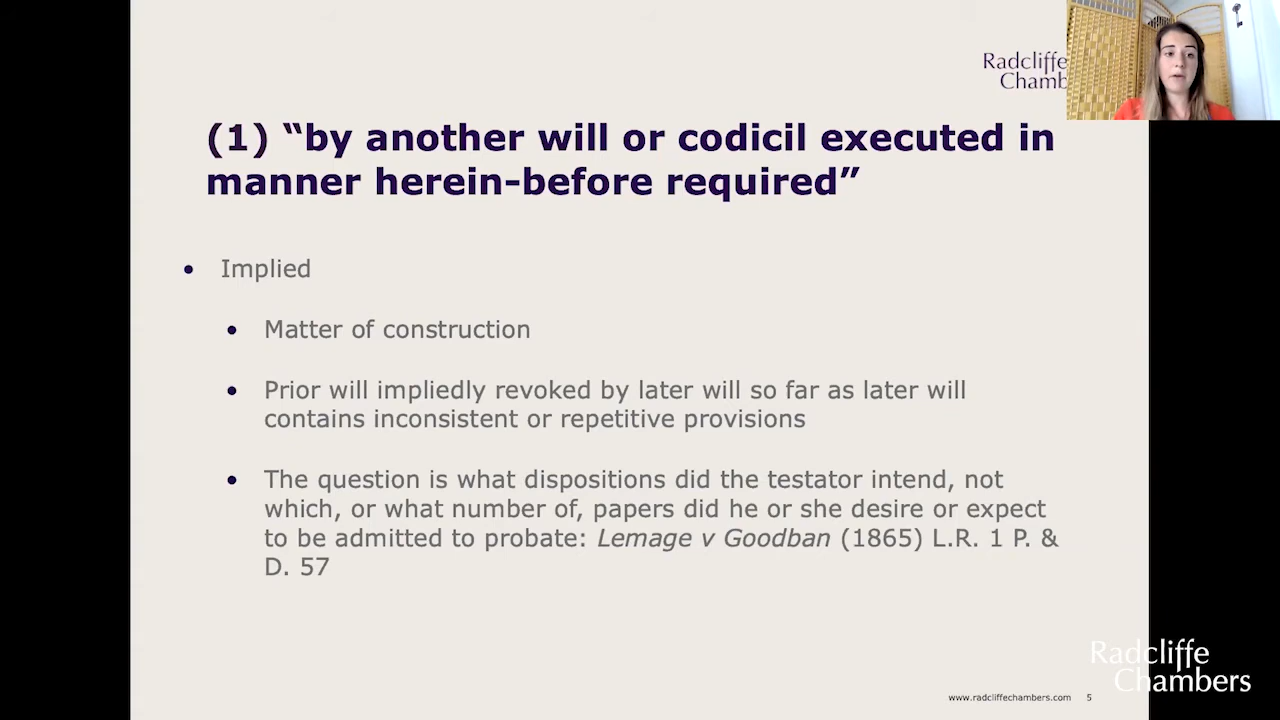 Radcliffe
Chamb
(1) “by another will or codicil executed in
manner herein-before required”
• Implied
• Matter of construction
• Prior will impliedly revoked by later will so far as later will
contains inconsistent or repetitive provisions
• The question is what dispositions did the testator intend, not
which, or what number of, papers did he or she desire or expect
to be admitted to probate: Lemage v Goodban (1865) L.R. 1 P. &
D. 57
Radcliffe
Chambers
www.radcliffechambers.com 5